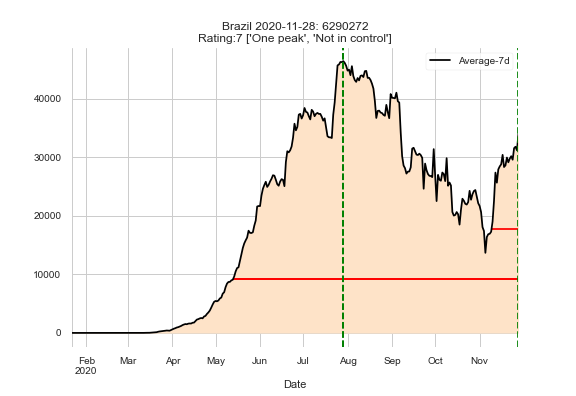 Brazil 2020-11-28: 6290272
Rating:7 ['One peak', 'Not in control']
Average-7d
40000
30000
20000
10000
0
Feb Mar Apr May Jun Jul Aug Sep Oct Nov
2020
Date